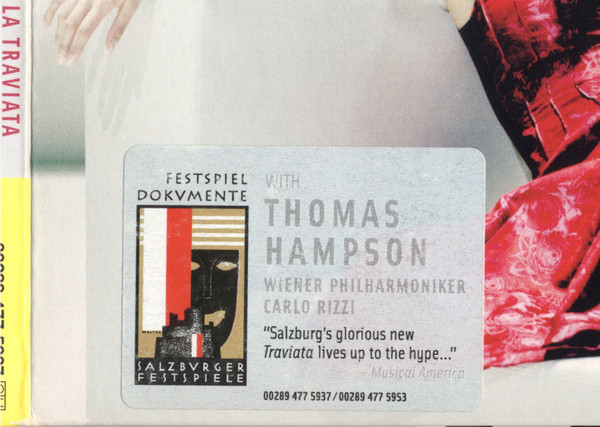 LA TRAVIATA
FESTSPIEL
DOKVMENTE
SALZBVRGER
FESTSPIELE
WITH
THOMAS
HAMPSON
WIENER PHILHARMONIKER
CARLO RIZZI
“Salzburg's glorious new
Traviata lives up to the hype...”
– Musical America
00289 477 5937 / 00289 477 5953